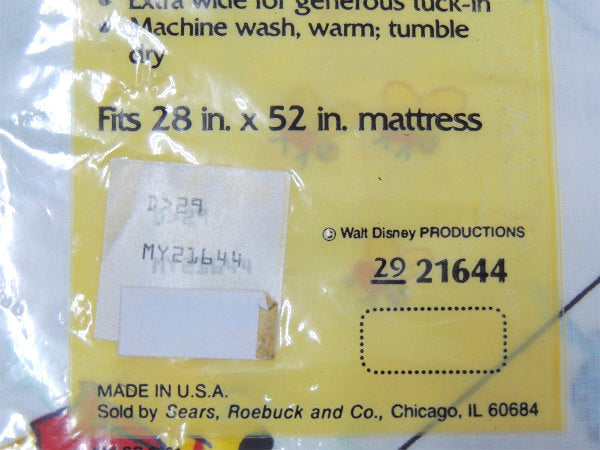 • Extra wide for generous tuck-in
• Machine wash, warm; tumble
dry
Fits 28 in. x 52 in. mattress
D>29
MY21644
© Walt Disney PRODUCTIONS
29 21644
MADE IN U.S.A.
Sold by Sears, Roebuck and Co., Chicago, IL 60684